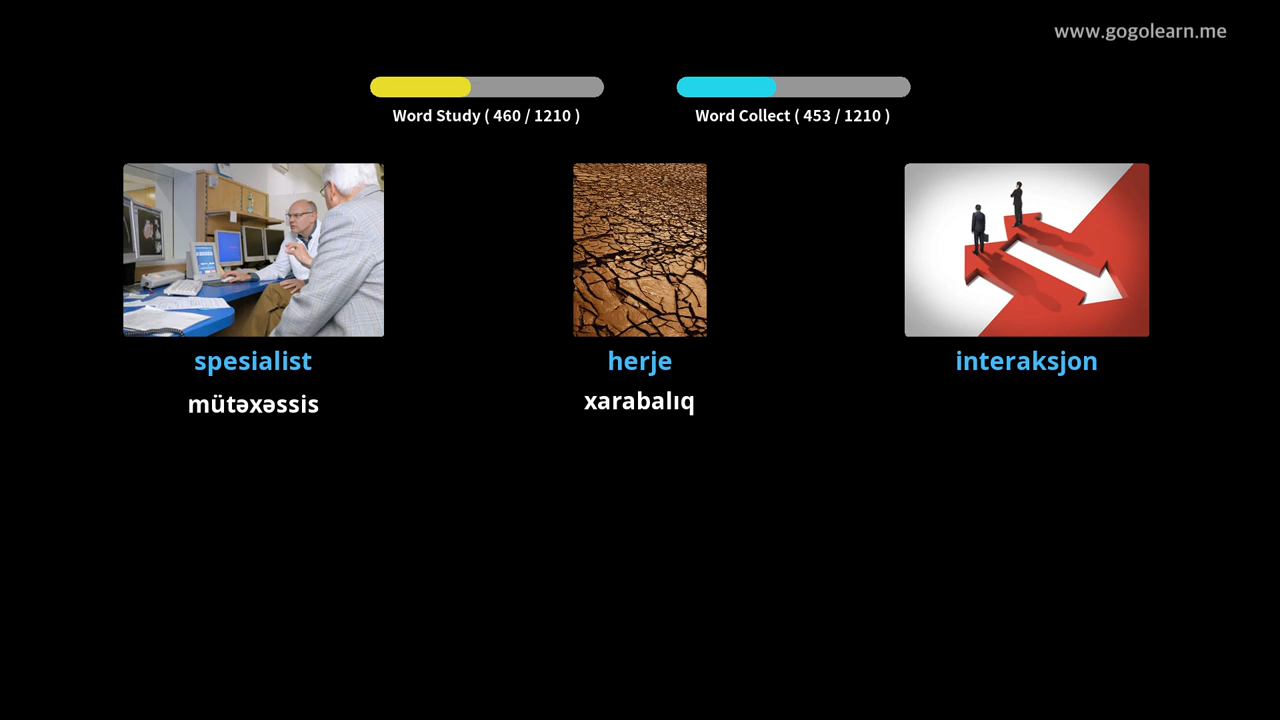 www.gogolearn.me
Word Study ( 460 / 1210 )
Word Collect ( 453 / 1210 )
spesialist
herje
interaksjon
mütəxəssis
xarabalıq